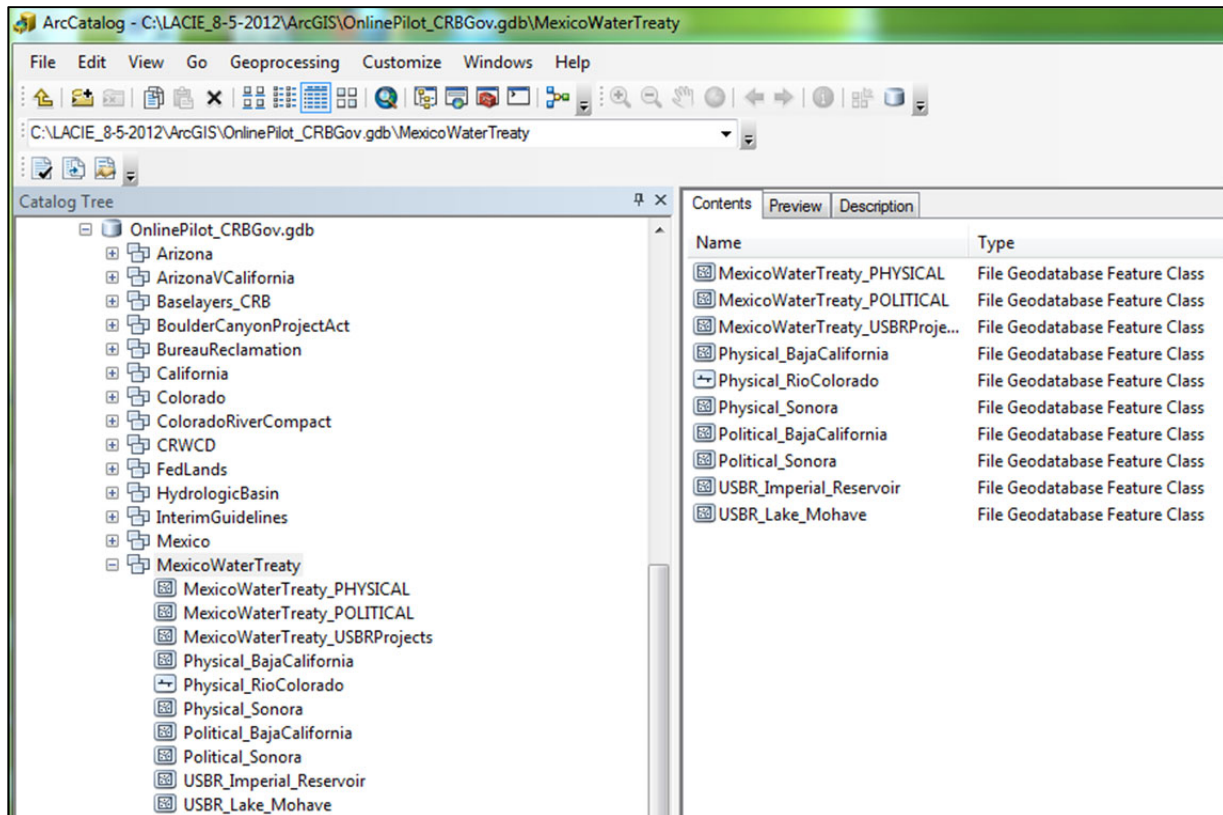 ArcCatalog - C:\LACIE_8-5-2012\ArcGIS\OnlinePilot_CRBGov.gdb\MexicoWaterTreaty
File Edit View Go Geoprocessing Customize Windows Help
C:\LACIE_8-5-2012\ArcGIS\OnlinePilot_CRBGov.gdb\MexicoWaterTreaty
Catalog Tree
OnlinePilot_CRBGov.gdb
Arizona
ArizonaVCalifornia
Baselayers_CRB
BoulderCanyonProjectAct
BureauReclamation
California
Colorado
ColoradoRiverCompact
CRWCD
FedLands
HydrologicBasin
InterimGuidelines
Mexico
MexicoWaterTreaty
MexicoWaterTreaty_PHYSICAL
MexicoWaterTreaty_POLITICAL
MexicoWaterTreaty_USBRProjects
Physical_BajaCalifornia
Physical_RioColorado
Physical_Sonora
Political_BajaCalifornia
Political_Sonora
USBR_Imperial_Reservoir
USBR_Lake_Mohave
Contents Preview Description
Name Type
MexicoWaterTreaty_PHYSICAL File Geodatabase Feature Class
MexicoWaterTreaty_POLITICAL File Geodatabase Feature Class
MexicoWaterTreaty_USBRProje... File Geodatabase Feature Class
Physical_BajaCalifornia File Geodatabase Feature Class
Physical_RioColorado File Geodatabase Feature Class
Physical_Sonora File Geodatabase Feature Class
Political_BajaCalifornia File Geodatabase Feature Class
Political_Sonora File Geodatabase Feature Class
USBR_Imperial_Reservoir File Geodatabase Feature Class
USBR_Lake_Mohave File Geodatabase Feature Class